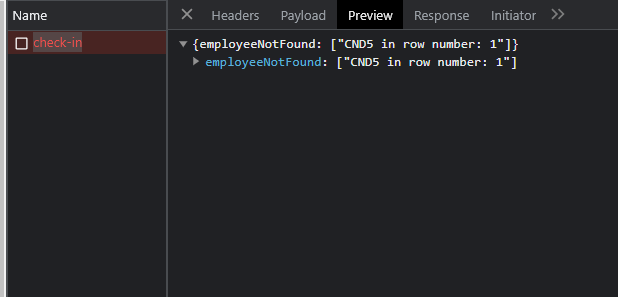 Name
Headers Payload Preview Response Initiator
check-in
{employeeNotFound: ["CND5 in row number: 1"]}
employeeNotFound: ["CND5 in row number: 1"]